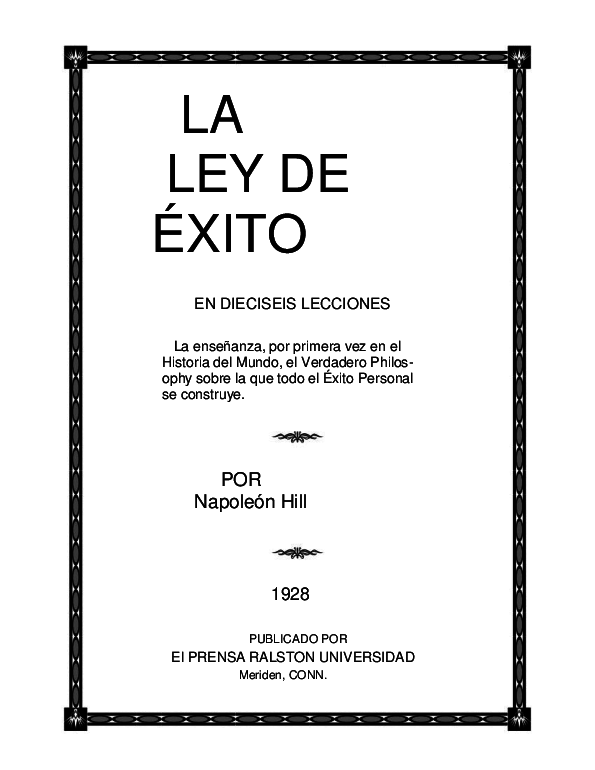 LA
LEY DE
ÉXITO
EN DIECISEIS LECCIONES
La enseñanza, por primera vez en el
Historia del Mundo, el Verdadero Philos-
ophy sobre la que todo el Éxito Personal
se construye.
POR
Napoleón Hill
1928
PUBLICADO POR
El PRENSA RALSTON UNIVERSIDAD
Meriden, CONN.